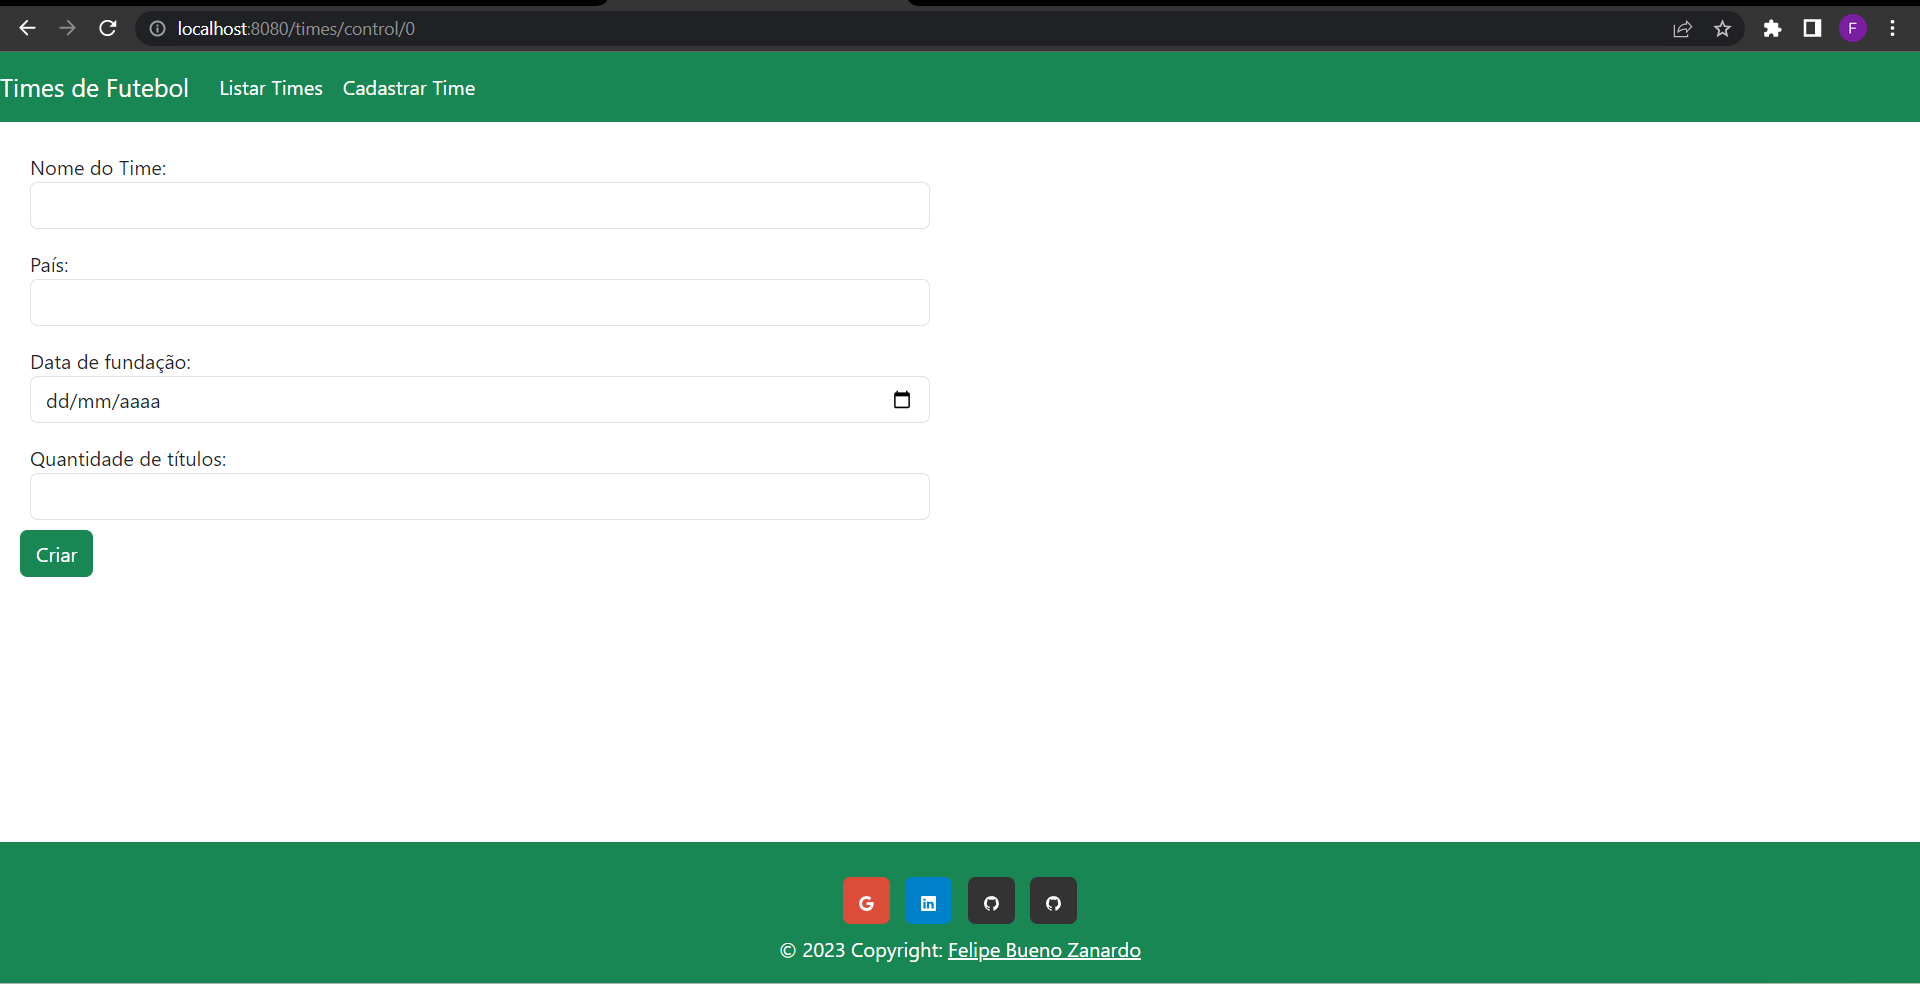 localhost:8080/times/control/0
F
Times de Futebol Listar Times Cadastrar Time
Nome do Time:
País:
Data de fundação:
dd/mm/aaaa
Quantidade de títulos:
Criar
G in
© 2023 Copyright: Felipe Bueno Zanardo